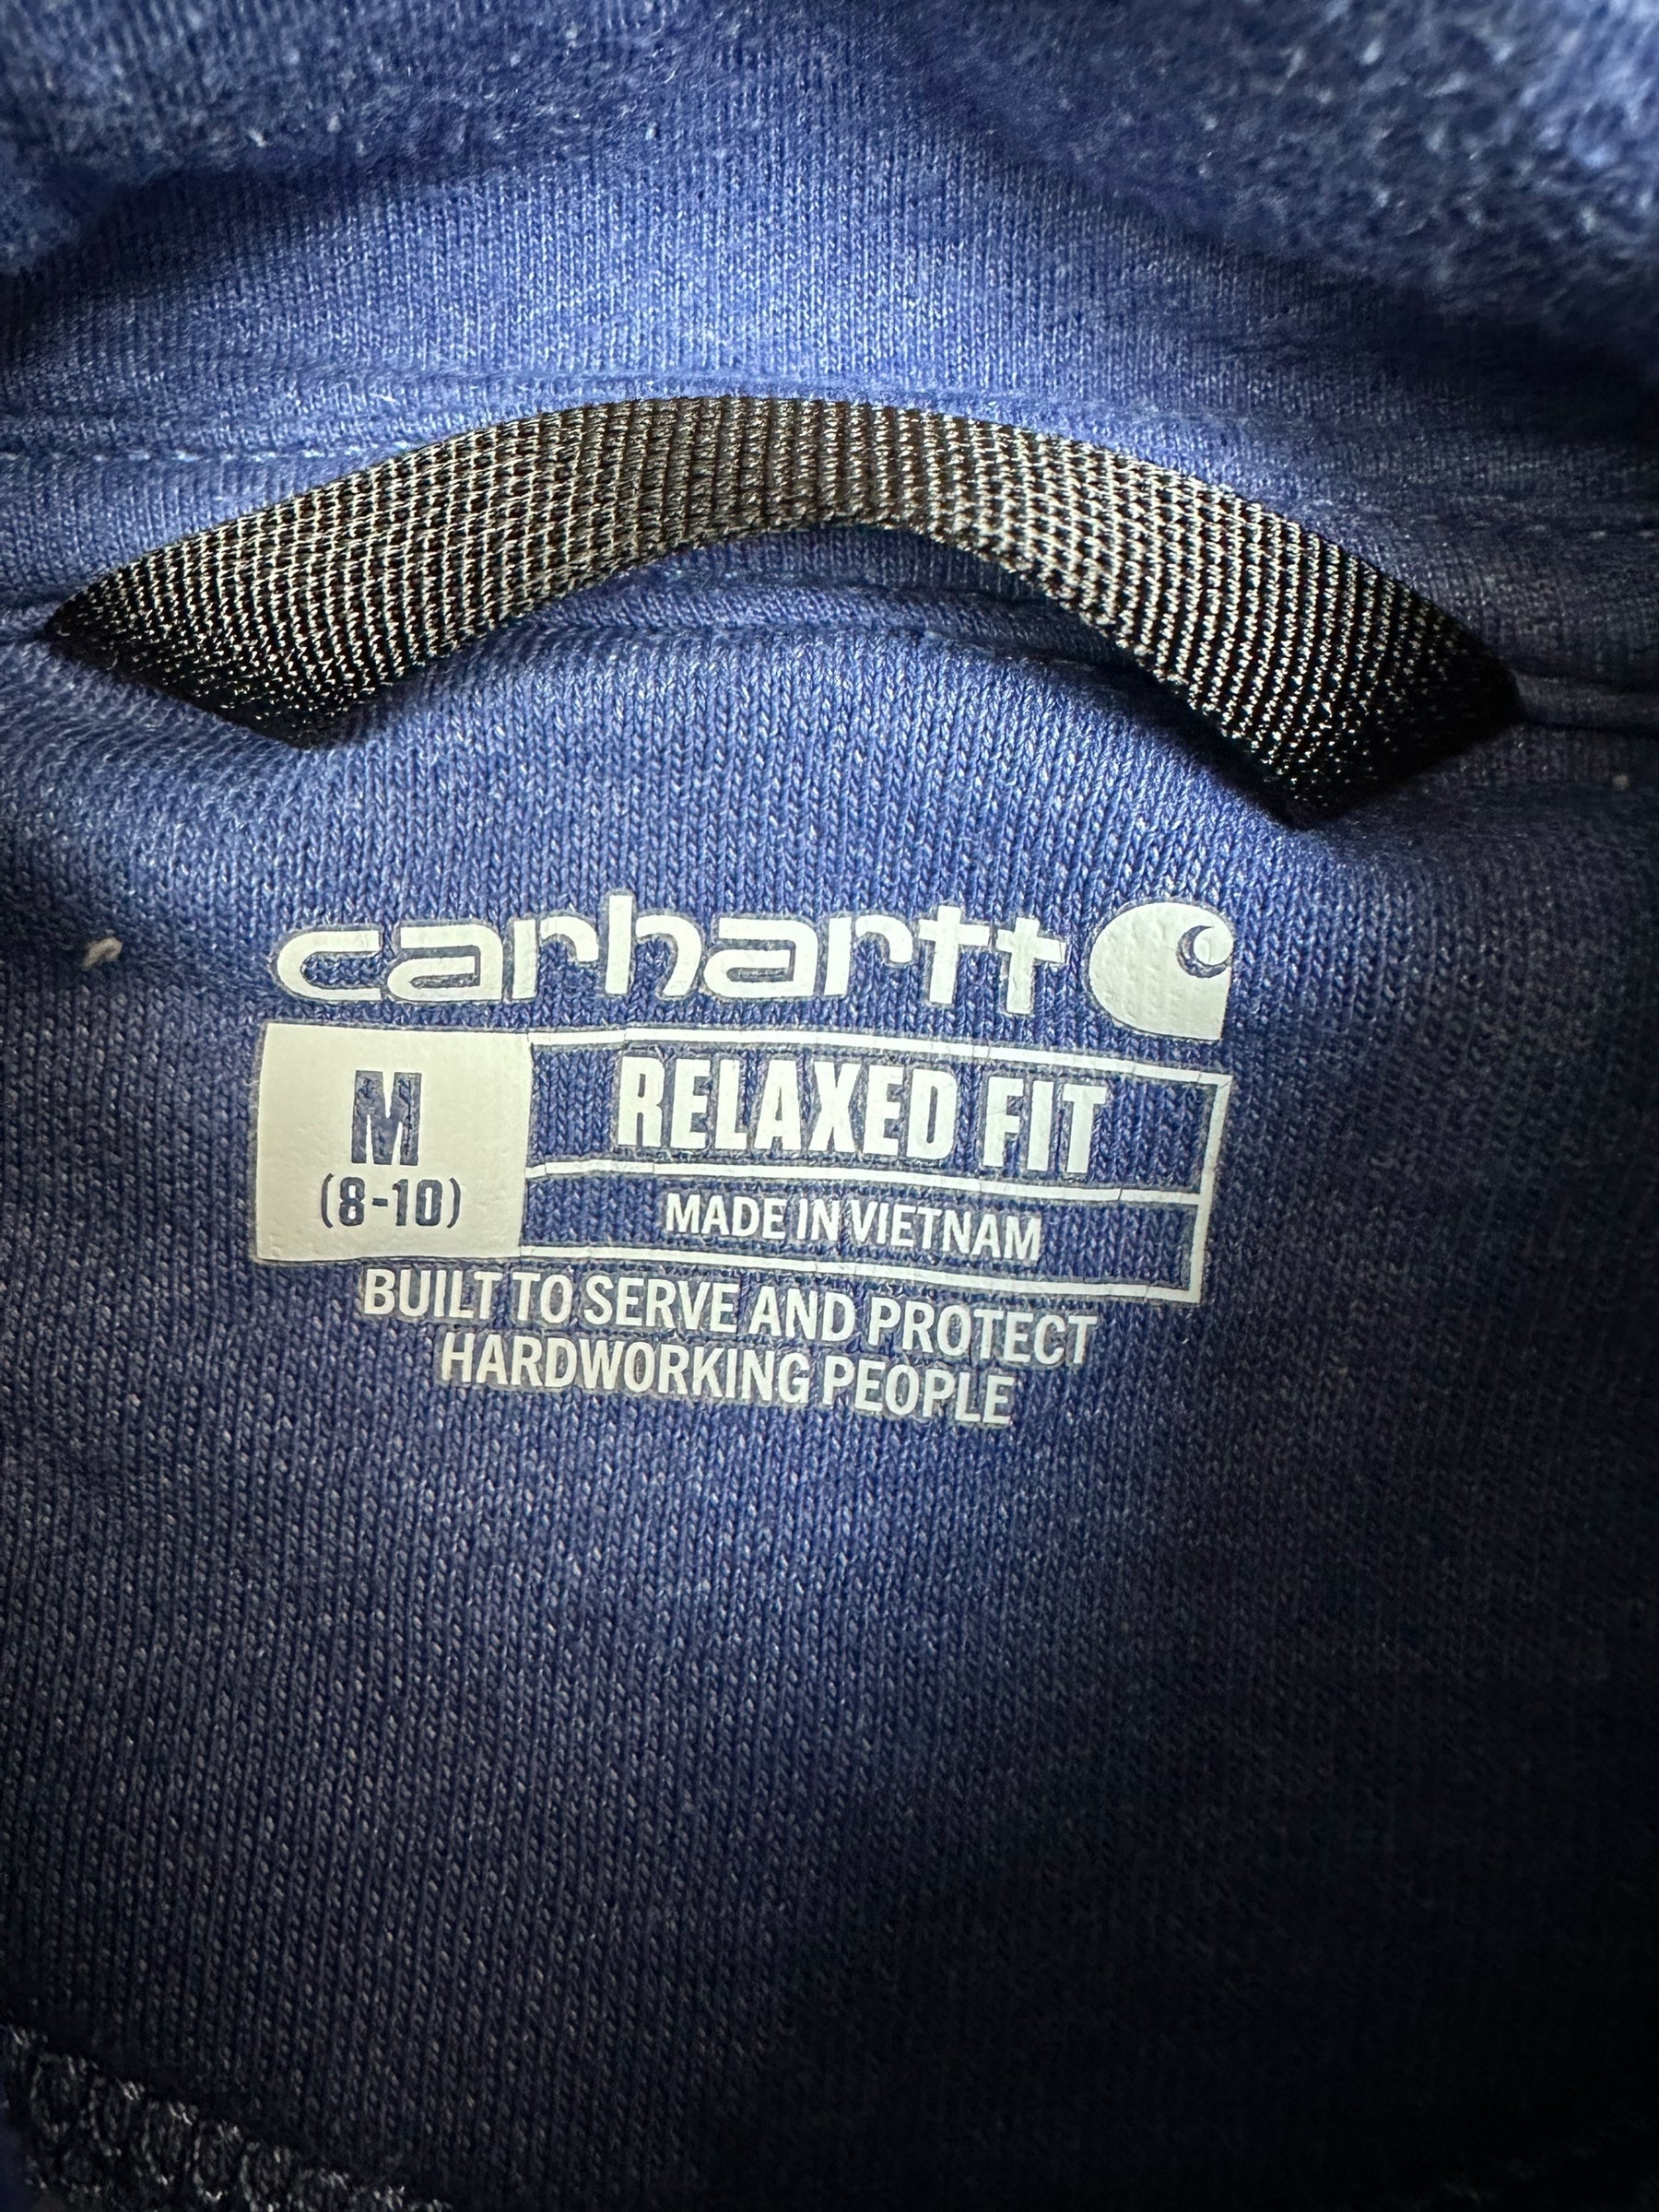 carhartt
M
(8-10)
RELAXED FIT
MADE IN VIETNAM
BUILT TO SERVE AND PROTECT
HARDWORKING PEOPLE